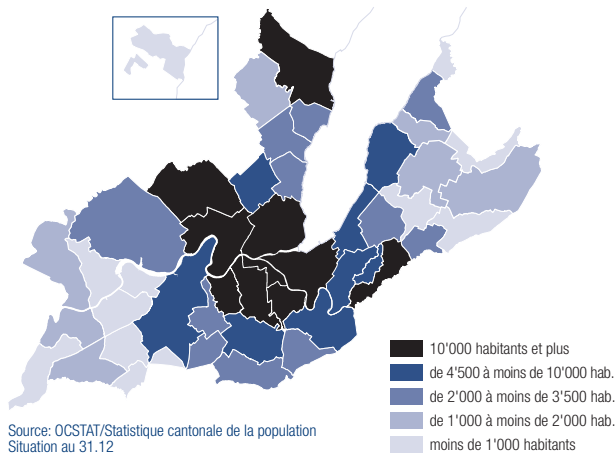 10'000 habitants et plus
de 4'500 à moins de 10'000 hab.
de 2'000 à moins de 3'500 hab.
de 1'000 à moins de 2'000 hab.
moins de 1'000 habitants
Source: OCSTAT/Statistique cantonale de la population
Situation au 31.12